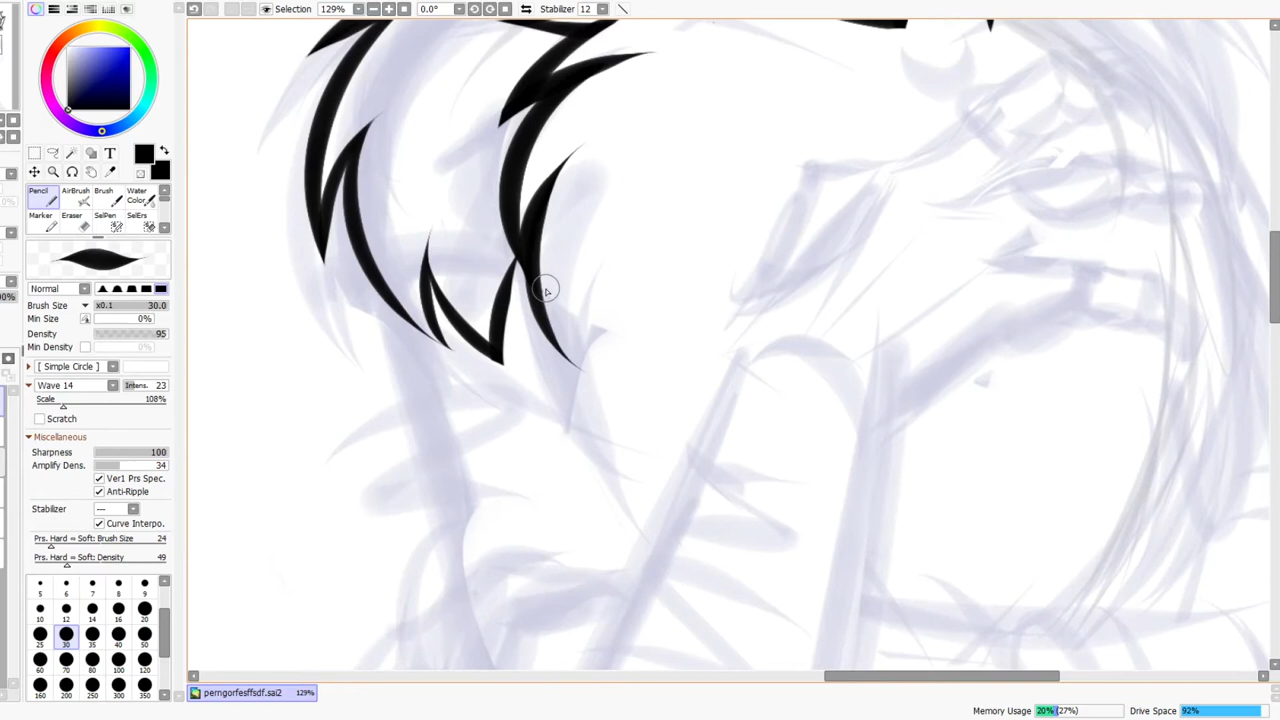 Selection 129% 0.0° Stabilizer 12
T
Pencil AirBrush Brush Water Color
Marker Eraser SelPen SelErs
Normal
Brush Size x0.1 30.0
Min Size 0%
Density 95
Min Density 0%
[ Simple Circle ]
Wave 14 Intens. 23
Scale 108%
Scratch
Miscellaneous
Sharpness 100
Amplify Dens. 34
Ver1 Prs Spec.
Anti-Ripple
Stabilizer ---
Curve Interpo.
Prs. Hard ⇔ Soft: Brush Size 24
Prs. Hard ⇔ Soft: Density 49
5 6 7 8 9
10 12 14 16 20
25 30 35 40 50
60 70 80 100 120
160 200 250 300 350
perngorfesffsdf.sai2 129%
Memory Usage 20% (27%) Drive Space 92%